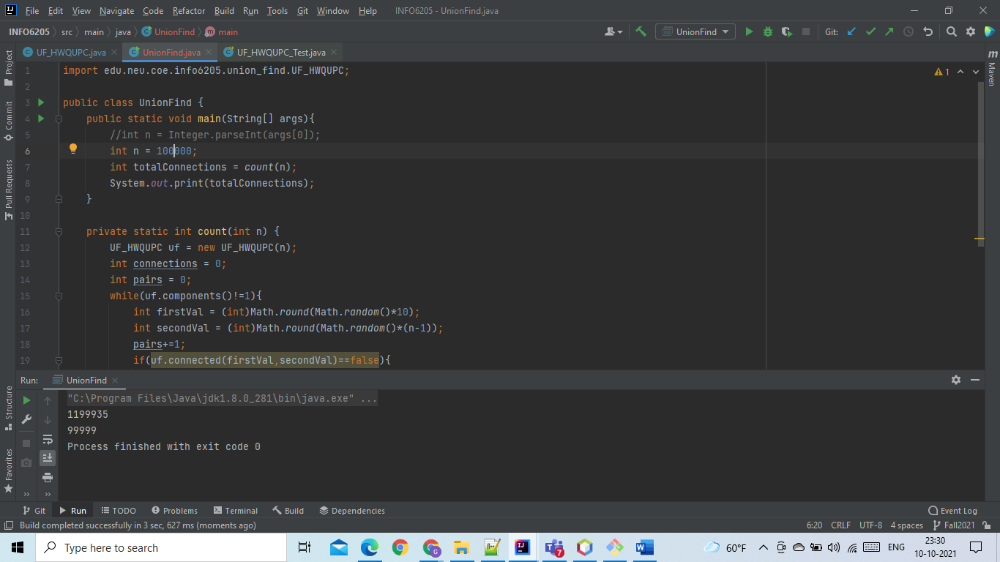 File Edit View Navigate Code Refactor Build Run Tools Git Window Help INFO6205 - UnionFind.java
INFO6205 src main java UnionFind main UnionFind Git:
UF_HWQUPC.java UnionFind.java UF_HWQUPC_Test.java
Project
Commit
Pull Requests
Structure
Favorites
Maven
1
1 import edu.neu.coe.info6205.union_find.UF_HWQUPC;
2
3 public class UnionFind {
4 public static void main(String[] args){
5 //int n = Integer.parseInt(args[0]);
6 int n = 100000;
7 int totalConnections = count(n);
8 System.out.print(totalConnections);
9 }
10
11 private static int count(int n) {
12 UF_HWQUPC uf = new UF_HWQUPC(n);
13 int connections = 0;
14 int pairs = 0;
15 while(uf.components()!=1){
16 int firstVal = (int)Math.round(Math.random()*10);
17 int secondVal = (int)Math.round(Math.random()*(n-1));
18 pairs+=1;
19 if(uf.connected(firstVal,secondVal)==false){
Run: UnionFind
"C:\Program Files\Java\jdk1.8.0_281\bin\java.exe" ...
1199935
99999
Process finished with exit code 0
Git Run TODO Problems Terminal Build Dependencies Event Log
Build completed successfully in 3 sec, 627 ms (moments ago) 6:20 CRLF UTF-8 4 spaces Fall2021
Type here to search 7 60°F ENG 23:30
10-10-2021